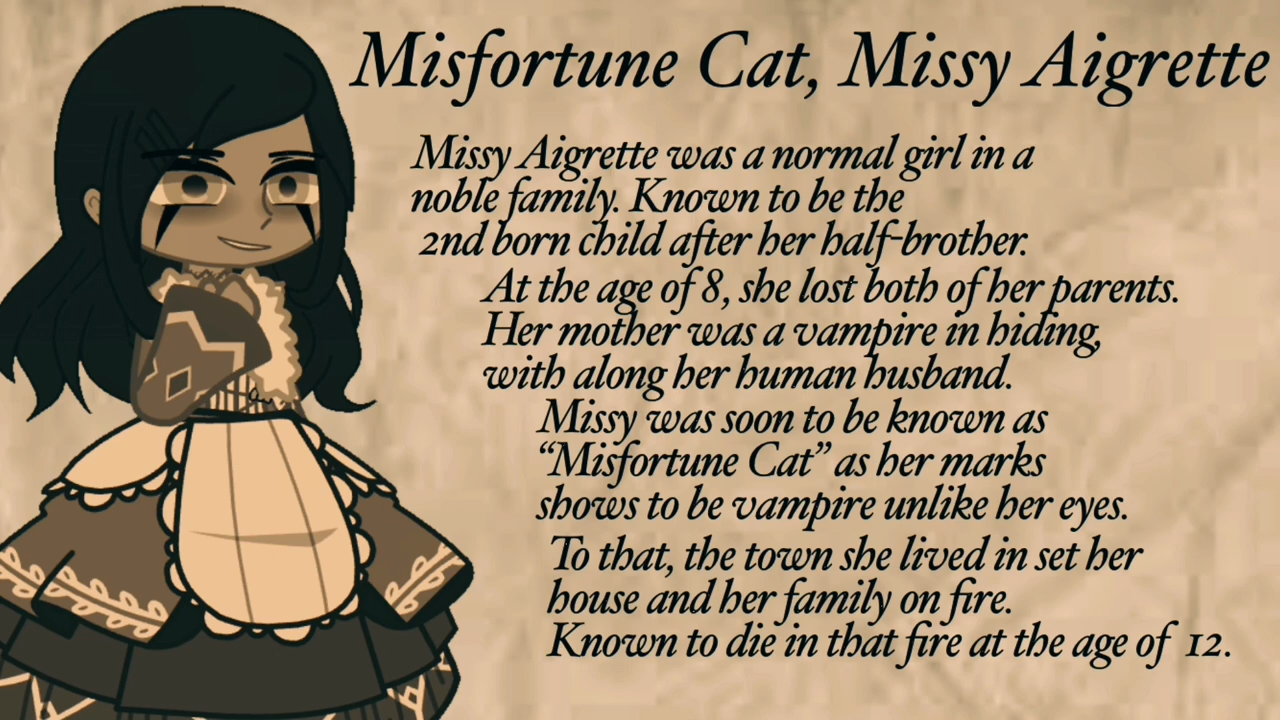 Misfortune Cat, Missy Aigrette
Missy Aigrette was a normal girl in a
noble family. Known to be the
2nd born child after her half-brother.
At the age of 8, she lost both of her parents.
Her mother was a vampire in hiding,
with along her human husband.
Missy was soon to be known as
“Misfortune Cat” as her marks
shows to be vampire unlike her eyes.
To that, the town she lived in set her
house and her family on fire.
Known to die in that fire at the age of 12.